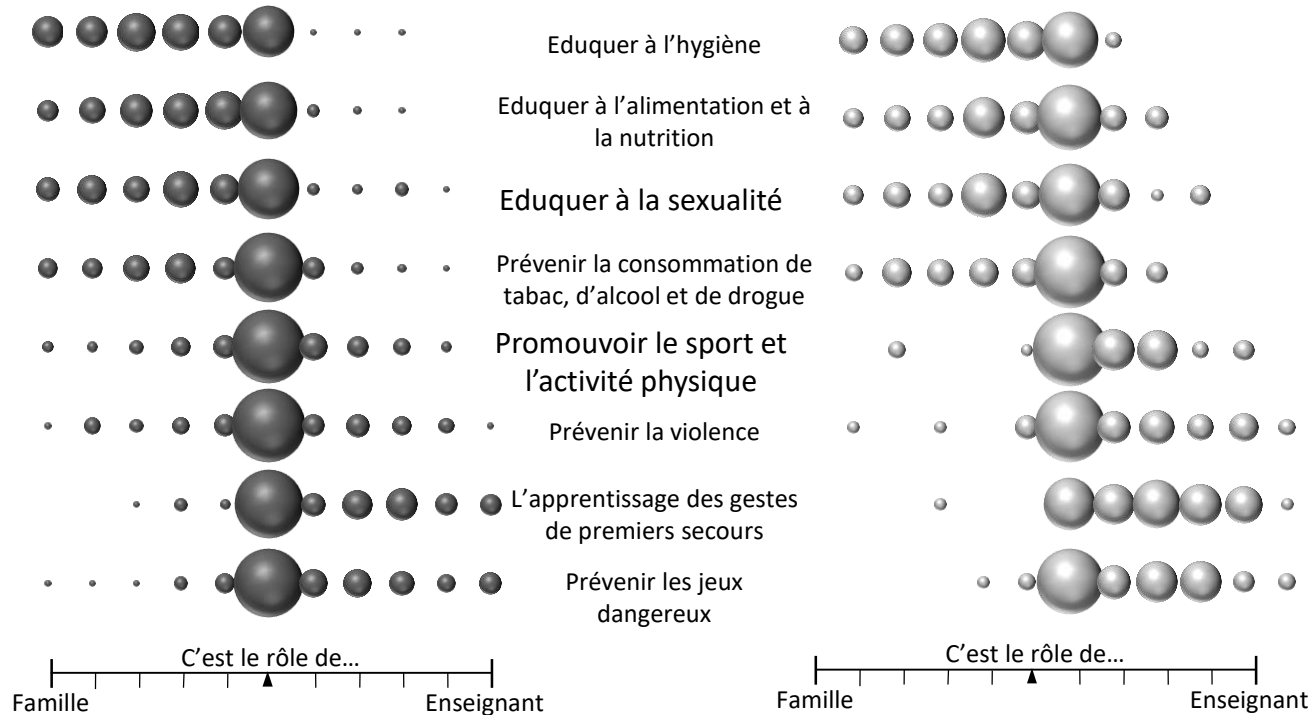 Eduquer à l’hygiène
Eduquer à l’alimentation et à
la nutrition
Eduquer à la sexualité
Prévenir la consommation de
tabac, d’alcool et de drogue
Promouvoir le sport et
l’activité physique
Prévenir la violence
L’apprentissage des gestes
de premiers secours
Prévenir les jeux
dangereux
C’est le rôle de…
Famille
Enseignant
C’est le rôle de…
Famille
Enseignant